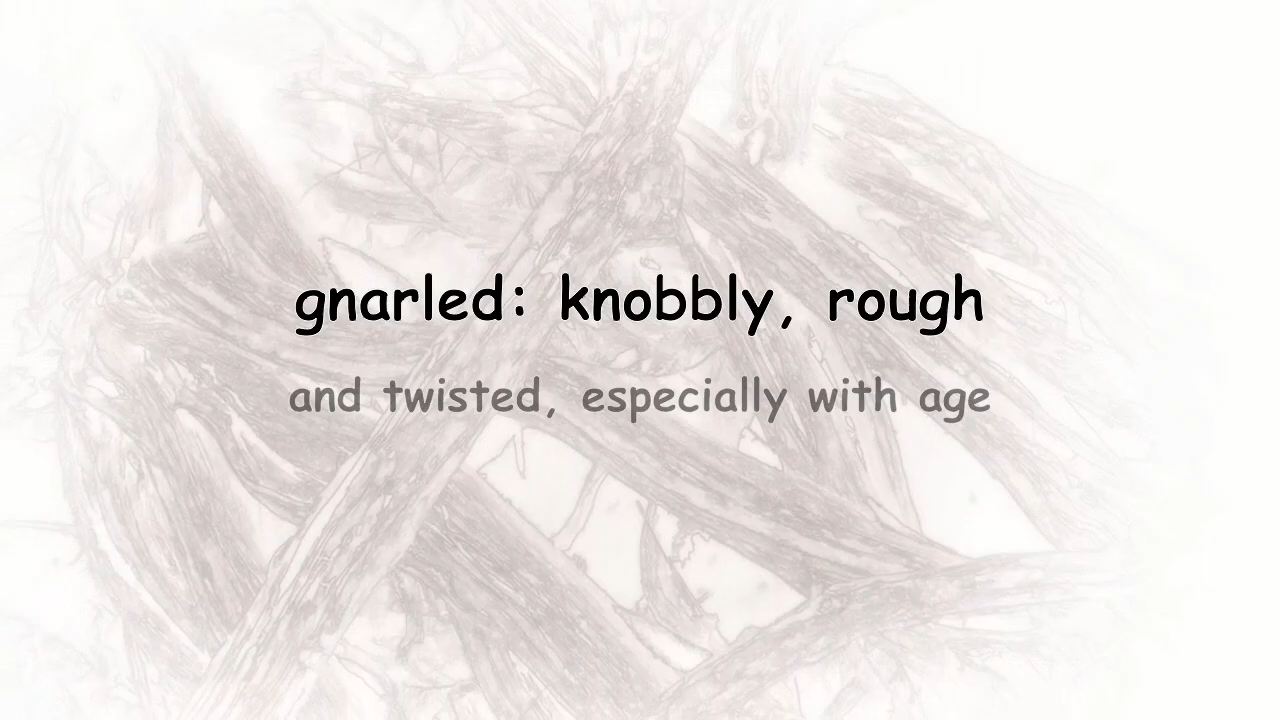 gnarled: knobbly, rough
and twisted, especially with age